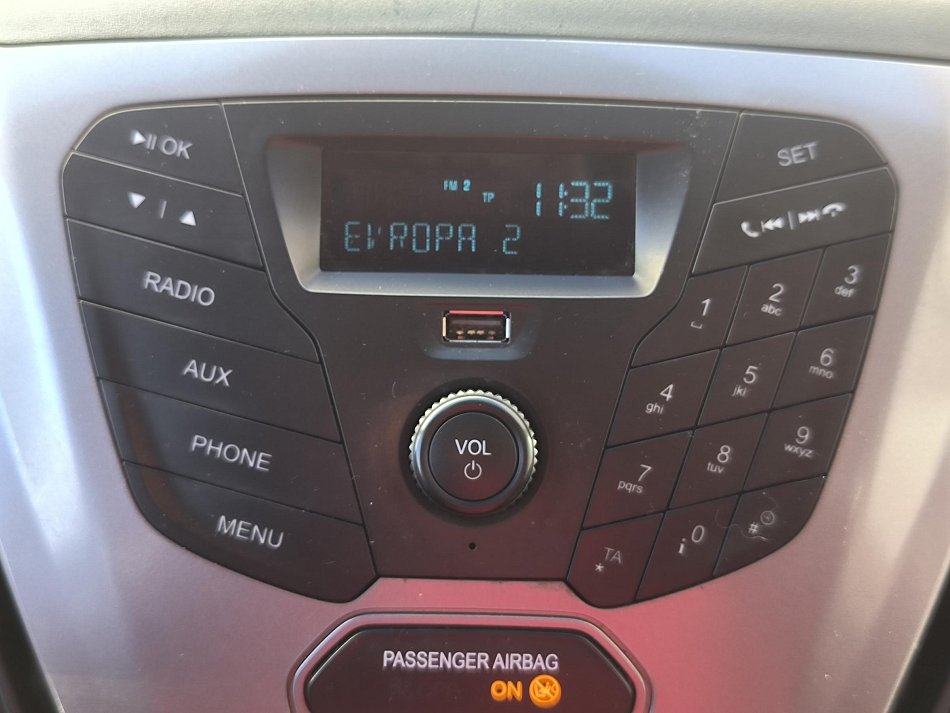 OK
SET
FM 2
TP
11:32
EVROPA 2
RADIO
1
2
abc
3
def
AUX
4
ghi
5
jkl
6
mno
VOL
PHONE
7
pqrs
8
tuv
9
wxyz
MENU
* TA
i 0
#
PASSENGER AIRBAG
ON